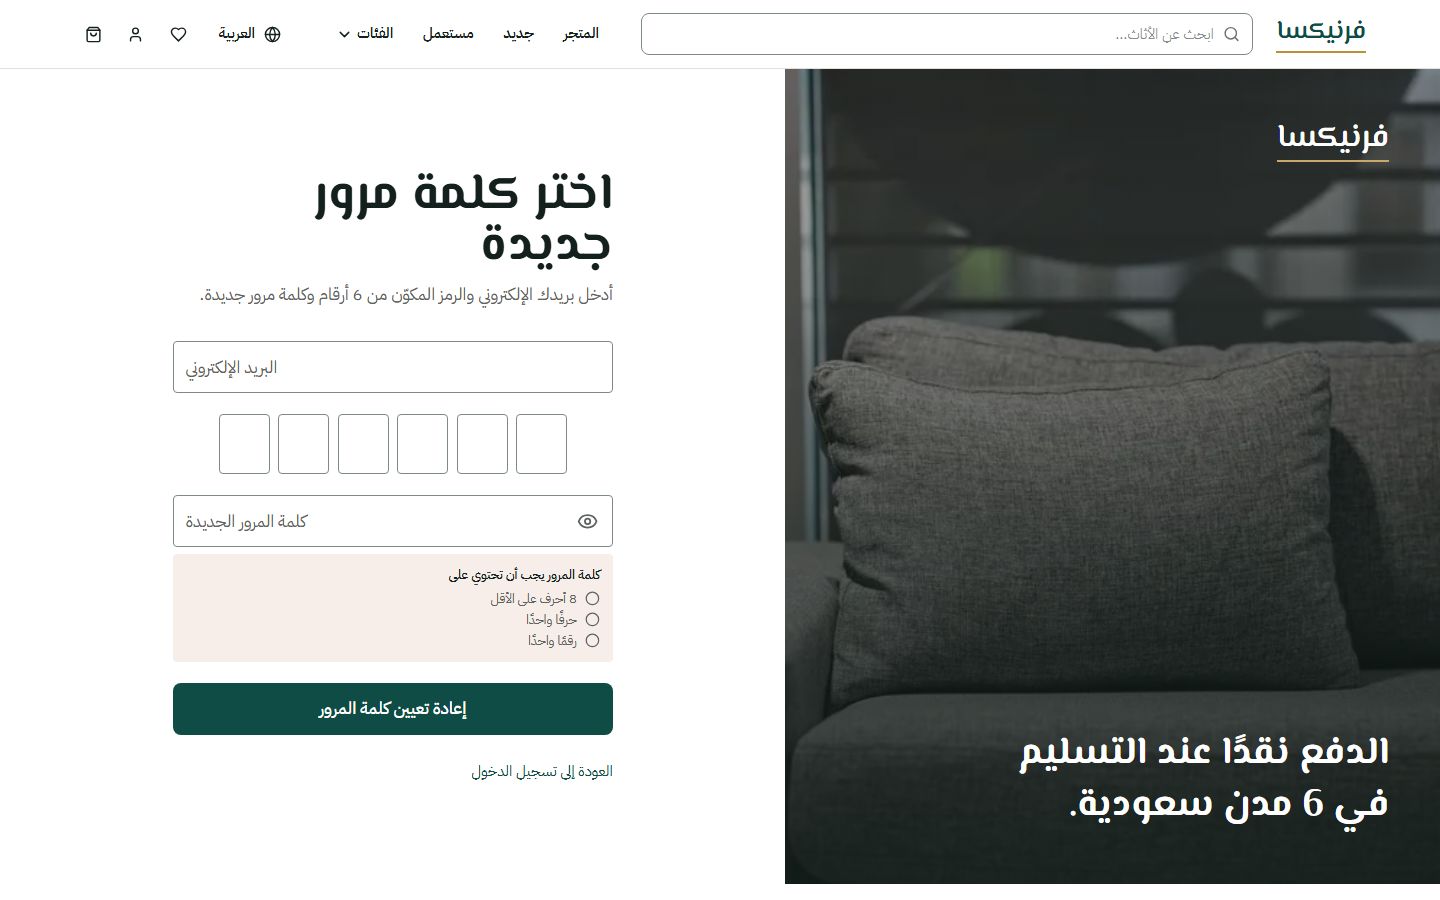 فرنيكسا
ابحث عن الأثاث...
المتجر
جديد
مستعمل
الفئات
العربية
فرنيكسا
الدفع نقدًا عند التسليم
في 6 مدن سعودية.
اختر كلمة مرور
جديدة
أدخل بريدك الإلكتروني والرمز المكوّن من 6 أرقام وكلمة مرور جديدة.
البريد الإلكتروني
كلمة المرور الجديدة
كلمة المرور يجب أن تحتوي على
8 أحرف على الأقل
حرفًا واحدًا
رقمًا واحدًا
إعادة تعيين كلمة المرور
العودة إلى تسجيل الدخول